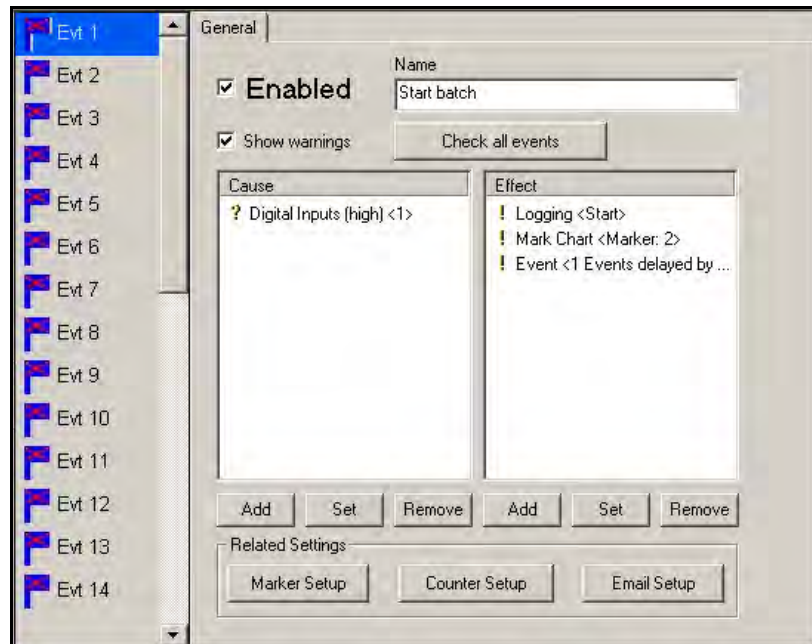 Evt 1
Evt 2
Evt 3
Evt 4
Evt 5
Evt 6
Evt 7
Evt 8
Evt 9
Evt 10
Evt 11
Evt 12
Evt 13
Evt 14
General
Enabled
Name
Start batch
Show warnings
Check all events
Cause
? Digital Inputs (high) <1>
Effect
! Logging <Start>
! Mark Chart <Marker: 2>
! Event <1 Events delayed by ...
Add Set Remove Add Set Remove
Related Settings
Marker Setup Counter Setup Email Setup